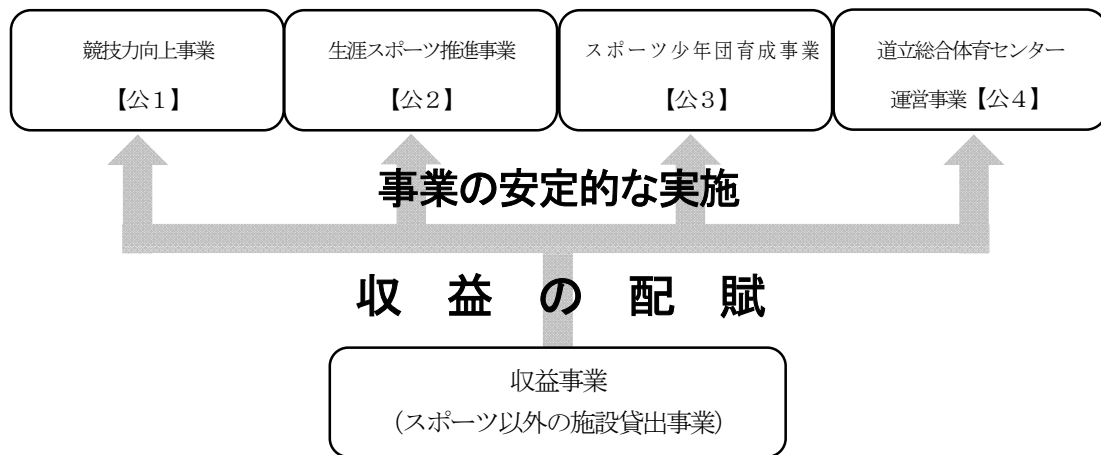 競技力向上事業
【公1】
生涯スポーツ推進事業
【公2】
スポーツ少年団育成事業
【公3】
道立総合体育センター
運営事業【公4】
事業の安定的な実施
収益の配賦
収益事業
(スポーツ以外の施設貸出事業)